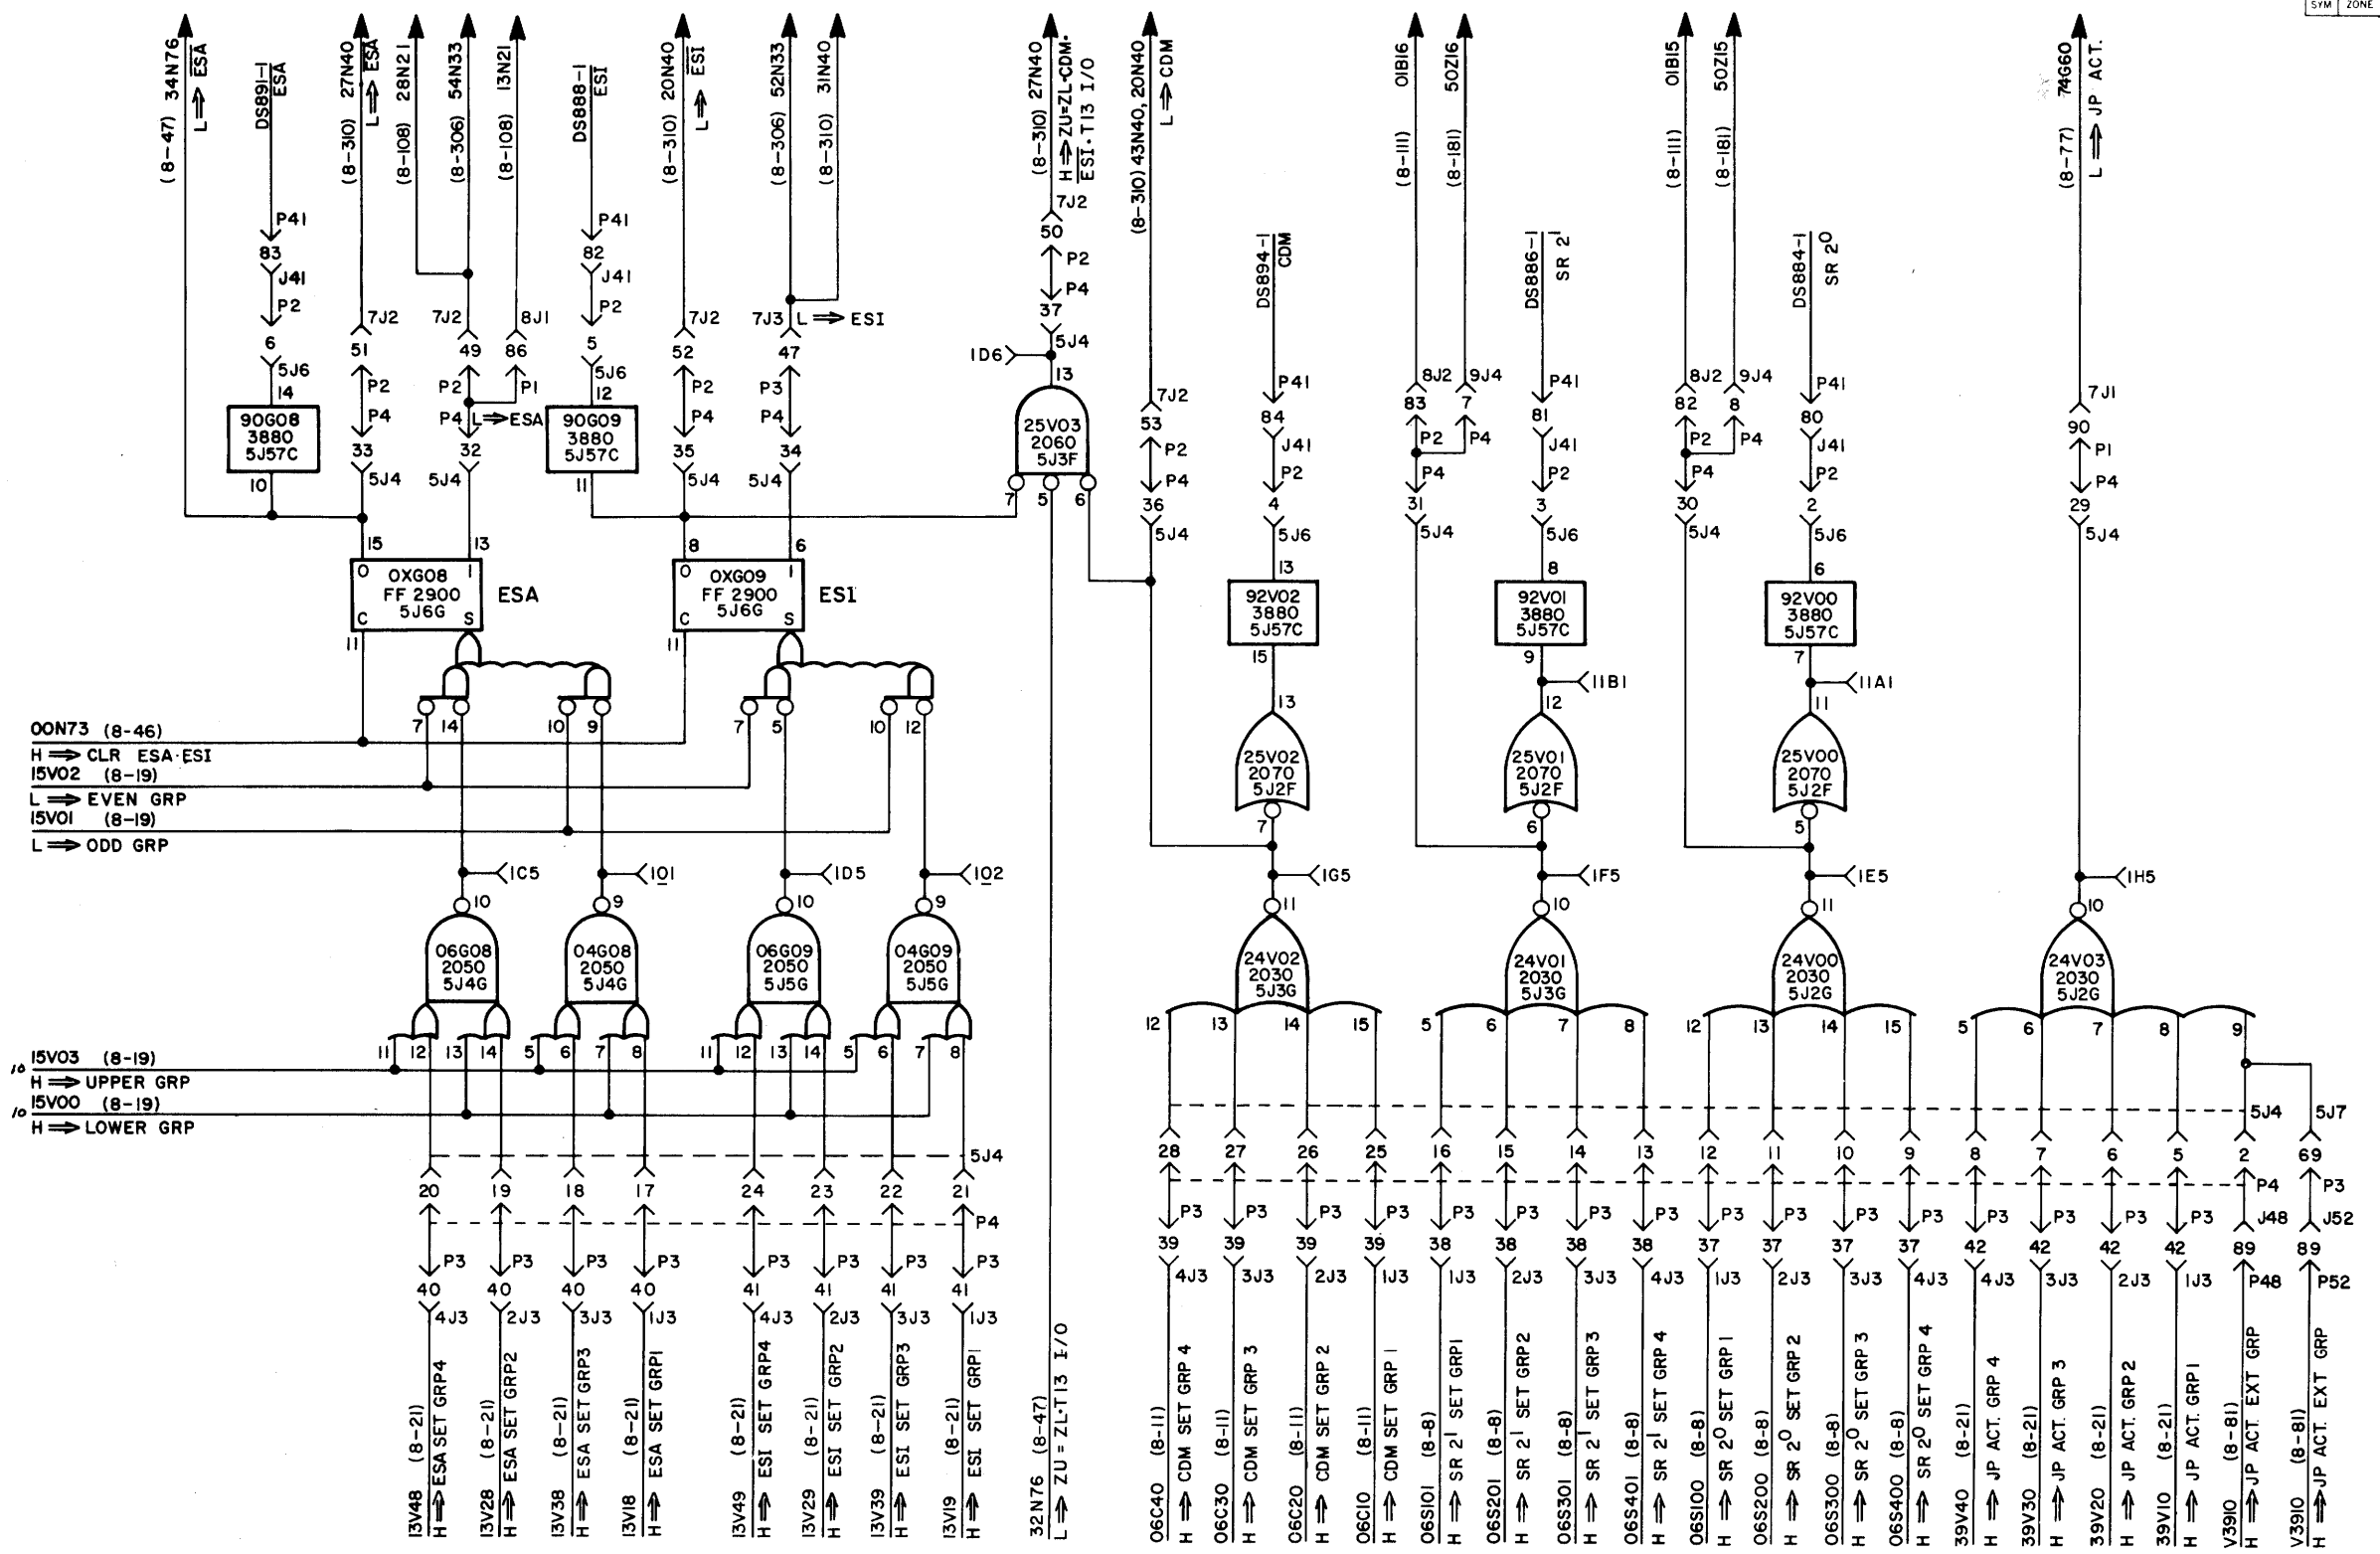 SYM ZONE
(8-47) 34N76
L⇒E̅S̅A̅
DS891-1
E̅S̅A̅
(8-310) 27N40
L⇒E̅S̅A̅
(8-108) 28N21
(8-306) 54N33
(8-108) 13N21
DS888-1
ESI
(8-310) 20N40
L⇒E̅S̅I̅
(8-306) 52N33
(8-310) 31N40
(8-310) 27N40
H⇒ZU=ZL·CDM·
E̅S̅I̅·T13 I/O
(8-310) 43N40, 20N40
L⇒CDM
DS894-1
CDM
(8-111) 01B16
(8-181) 50Z16
DS886-1
SR 2¹
(8-111) 01B15
(8-181) 50Z15
DS884-1
SR 2⁰
(8-77) 74G60
L⇒JP ACT.
P41 P41 7J2
83 82 50
J41 J41 P2
P2 P2 P4
6 5 37
5J6 5J6 5J4
14 12 1D6 13
7J2 7J2 8J1 7J2 7J3 L⇒ESI
51 49 86 52 47
P2 P2 P1 P2 P3
P4 P4 L⇒ESA P4 P4
33 32 35 34
5J4 5J4 5J4 5J4
90G08
3880
5J57C
10
90G09
3880
5J57C
11
25V03
2060
5J3F
7 5 6
7J2
53
P2
P4
36
5J4
P41
84
J41
P2
4
5J6
13
8J2 9J4
83 7
P2 P4
P4
31
5J4
P41
81
J41
P2
3
5J6
8
8J2 9J4
82 8
P2 P4
P4
30
5J4
P41
80
J41
P2
2
5J6
6
7J1
90
P1
P4
29
5J4
15 13
0 1
0XG08
FF 2900
5J6G
C S
ESA
11
8 6
0 1
0XG09
FF 2900
5J6G
C S
ESI
11
92V02
3880
5J57C
15
92V01
3880
5J57C
9
92V00
3880
5J57C
7
11B1 11A1
13 12 11
7 14 10 9 7 5 10 12
00N73 (8-46)
H⇒CLR ESA·ESI
15V02 (8-19)
L⇒EVEN GRP
15V01 (8-19)
L⇒ODD GRP
25V02
2070
5J2F
7
25V01
2070
5J2F
6
25V00
2070
5J2F
5
1C5 1O1 1D5 1O2 1G5 1F5 1E5 1H5
10 9 10 9 11 10 11 10
06G08
2050
5J4G
04G08
2050
5J4G
06G09
2050
5J5G
04G09
2050
5J5G
24V02
2030
5J3G
24V01
2030
5J3G
24V00
2030
5J2G
24V03
2030
5J2G
12 13 14 15 5 6 7 8 12 13 14 15 5 6 7 8 9
11 12 13 14 5 6 7 8 11 12 13 14 5 6 7 8
10 15V03 (8-19)
H⇒UPPER GRP
10 15V00 (8-19)
H⇒LOWER GRP
5J4 5J7
28 27 26 25 16 15 14 13 12 11 10 9 8 7 6 5 2 69
P4 P3
P3 P3 P3 P3 P3 P3 P3 P3 P3 P3 P3 P3 P3 P3 P3 P3 J48 J52
39 39 39 39 38 38 38 38 37 37 37 37 42 42 42 42 89 89
4J3 3J3 2J3 1J3 1J3 2J3 3J3 4J3 1J3 2J3 3J3 4J3 4J3 3J3 2J3 1J3 P48 P52
5J4
20 19 18 17 24 23 22 21
P4
P3 P3 P3 P3 P3 P3 P3 P3
40 40 40 40 41 41 41 41
4J3 2J3 3J3 1J3 4J3 2J3 3J3 1J3
13V48 (8-21)
H⇒ESA SET GRP4
13V28 (8-21)
H⇒ESA SET GRP2
13V38 (8-21)
H⇒ESA SET GRP3
13V18 (8-21)
H⇒ESA SET GRP1
13V49 (8-21)
H⇒ESI SET GRP4
13V29 (8-21)
H⇒ESI SET GRP2
13V39 (8-21)
H⇒ESI SET GRP3
13V19 (8-21)
H⇒ESI SET GRP1
32N76 (8-47)
L⇒ZU=ZL·T13 I/O
06C40 (8-11)
H⇒CDM SET GRP 4
06C30 (8-11)
H⇒CDM SET GRP 3
06C20 (8-11)
H⇒CDM SET GRP 2
06C10 (8-11)
H⇒CDM SET GRP 1
06S101 (8-8)
H⇒SR 2¹ SET GRP1
06S201 (8-8)
H⇒SR 2¹ SET GRP2
06S301 (8-8)
H⇒SR 2¹ SET GRP3
06S401 (8-8)
H⇒SR 2¹ SET GRP 4
06S100 (8-8)
H⇒SR 2⁰ SET GRP 1
06S200 (8-8)
H⇒SR 2⁰ SET GRP 2
06S300 (8-8)
H⇒SR 2⁰ SET GRP 3
06S400 (8-8)
H⇒SR 2⁰ SET GRP 4
39V40 (8-21)
H⇒JP ACT. GRP 4
39V30 (8-21)
H⇒JP ACT. GRP 3
39V20 (8-21)
H⇒JP ACT. GRP2
39V10 (8-21)
H⇒JP ACT. GRP1
V3910 (8-81)
H⇒JP ACT. EXT GRP
V3910 (8-81)
H⇒JP ACT. EXT GRP